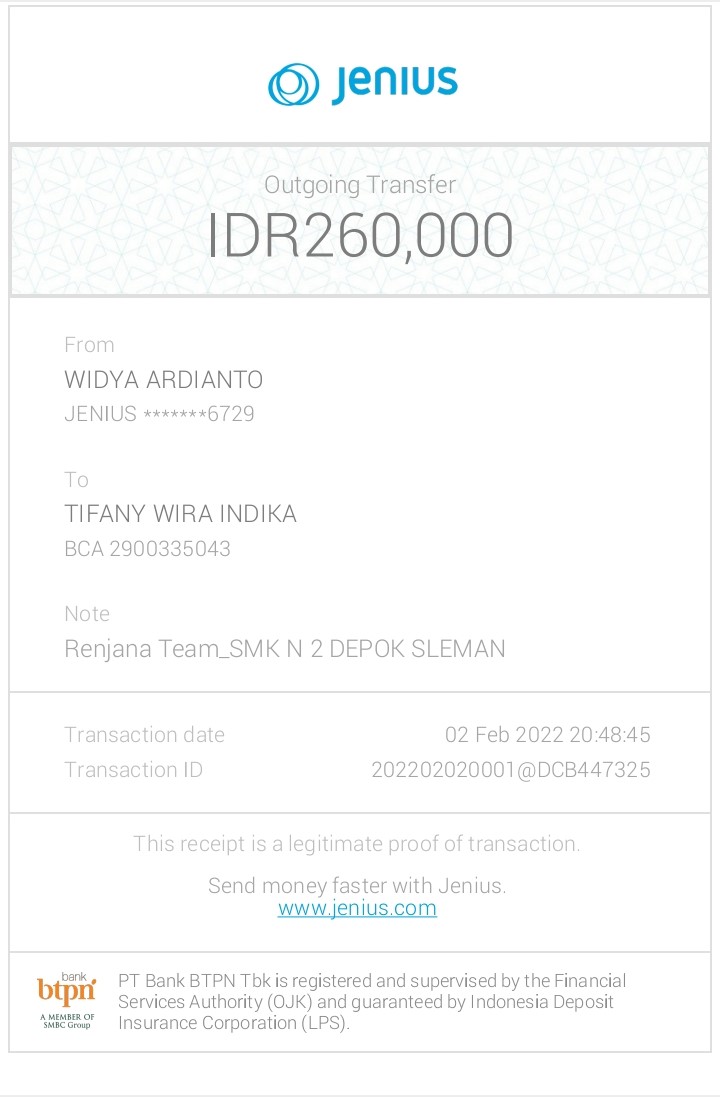 Jenius
Outgoing Transfer
IDR260,000
From
WIDYA ARDIANTO
JENIUS *******6729
To
TIFANY WIRA INDIKA
BCA 2900335043
Note
Renjana Team_SMK N 2 DEPOK SLEMAN
Transaction date 02 Feb 2022 20:48:45
Transaction ID 202202020001@DCB447325
This receipt is a legitimate proof of transaction.
Send money faster with Jenius.
www.jenius.com
bank
btpn
A MEMBER OF
SMBC Group
PT Bank BTPN Tbk is registered and supervised by the Financial
Services Authority (OJK) and guaranteed by Indonesia Deposit
Insurance Corporation (LPS).